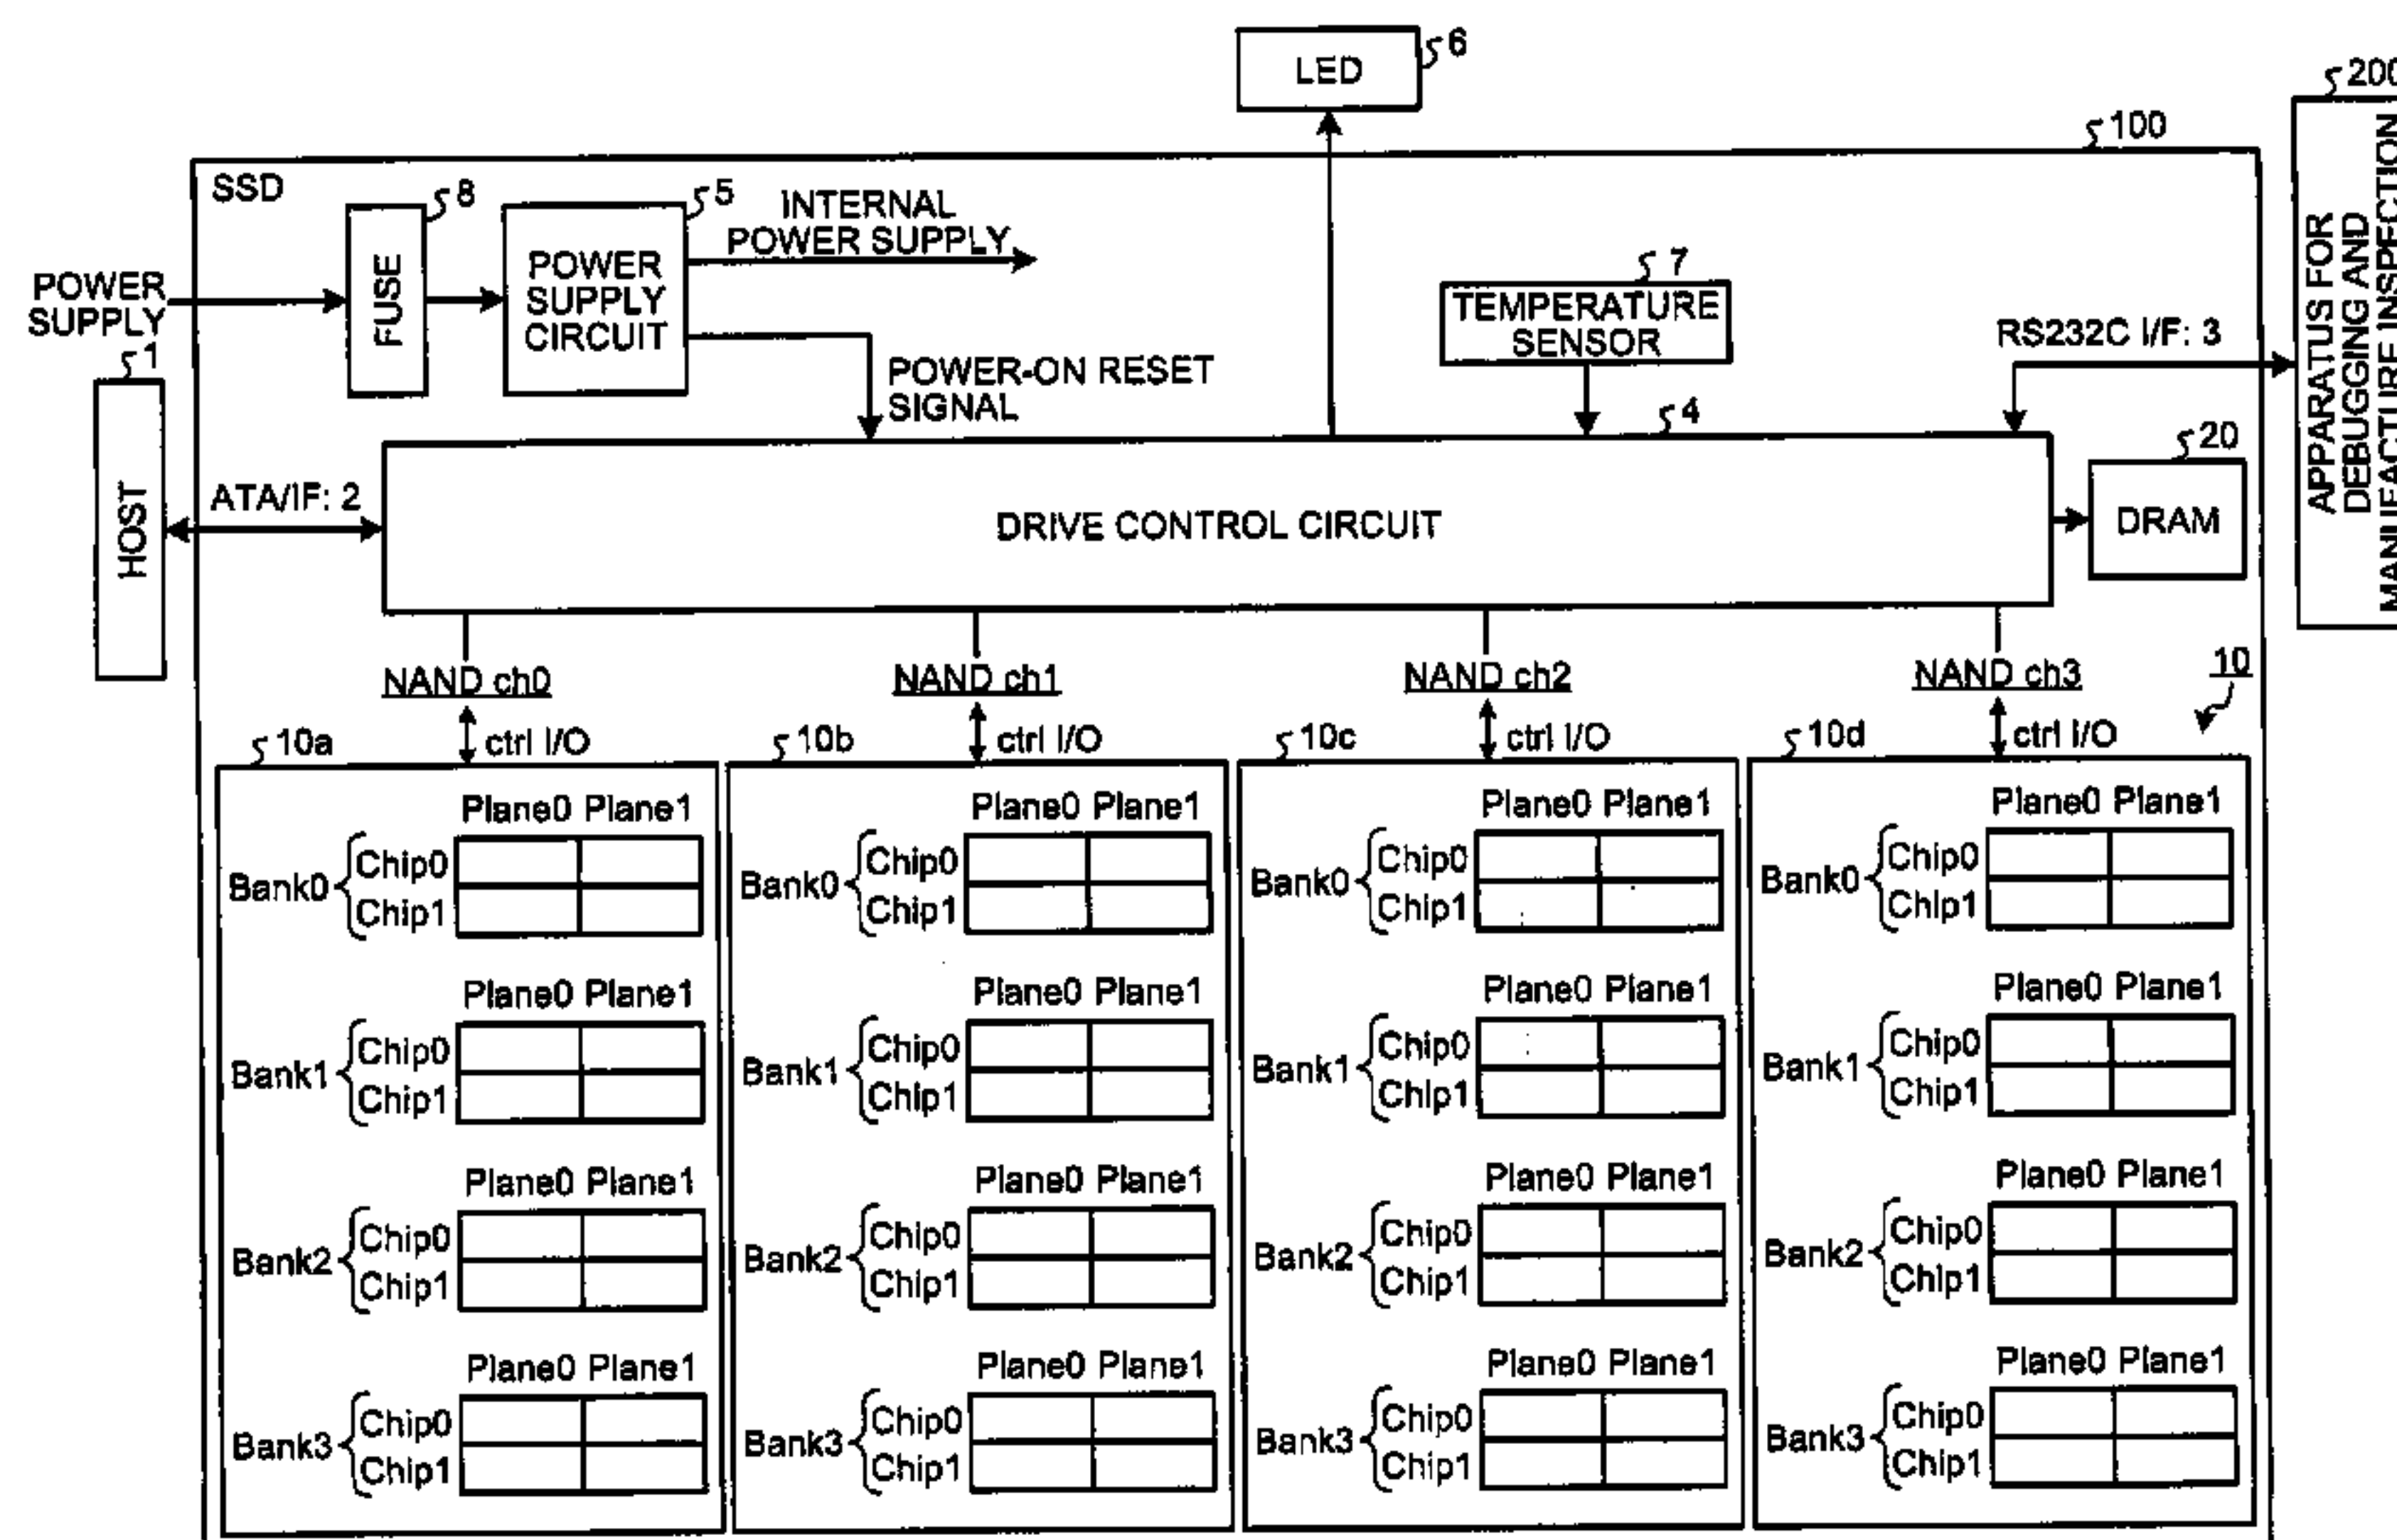 LED
6
200
100
SSD
8
5
INTERNAL
POWER SUPPLY
POWER
SUPPLY
FUSE
POWER
SUPPLY
CIRCUIT
7
TEMPERATURE
SENSOR
RS232C I/F: 3
APPARATUS FOR
DEBUGGING AND
MANUFACTURE INSPECTION
1
POWER-ON RESET
SIGNAL
4
20
HOST
ATA/IF: 2
DRIVE CONTROL CIRCUIT
DRAM
NAND ch0
NAND ch1
NAND ch2
NAND ch3
10
10a
ctrl I/O
10b
ctrl I/O
10c
ctrl I/O
10d
ctrl I/O
Plane0 Plane1
Bank0
Chip0
Chip1
Plane0 Plane1
Bank1
Chip0
Chip1
Plane0 Plane1
Bank2
Chip0
Chip1
Plane0 Plane1
Bank3
Chip0
Chip1
Plane0 Plane1
Bank0
Chip0
Chip1
Plane0 Plane1
Bank1
Chip0
Chip1
Plane0 Plane1
Bank2
Chip0
Chip1
Plane0 Plane1
Bank3
Chip0
Chip1
Plane0 Plane1
Bank0
Chip0
Chip1
Plane0 Plane1
Bank1
Chip0
Chip1
Plane0 Plane1
Bank2
Chip0
Chip1
Plane0 Plane1
Bank3
Chip0
Chip1
Plane0 Plane1
Bank0
Chip0
Chip1
Plane0 Plane1
Bank1
Chip0
Chip1
Plane0 Plane1
Bank2
Chip0
Chip1
Plane0 Plane1
Bank3
Chip0
Chip1